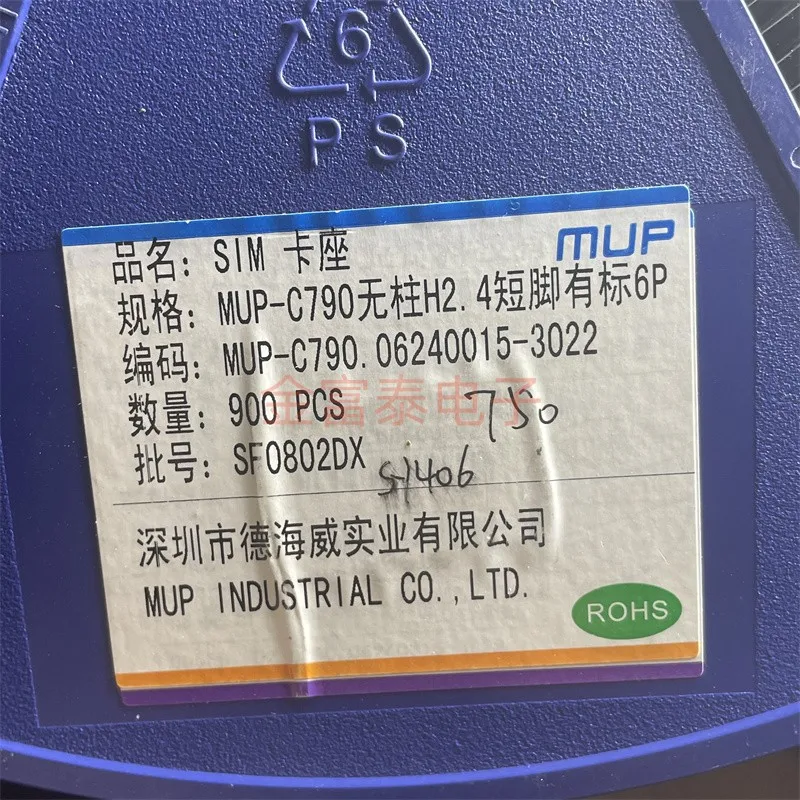 6
PS
MUP
品名: SIM 卡座
规格: MUP-C790无柱H2.4短脚有标6P
编码: MUP-C790.06240015-3022
数量: 900 PCS
750
批号: SF0802DX
S1406
金富泰电子
深圳市德海威实业有限公司
MUP INDUSTRIAL CO.,LTD.
ROHS